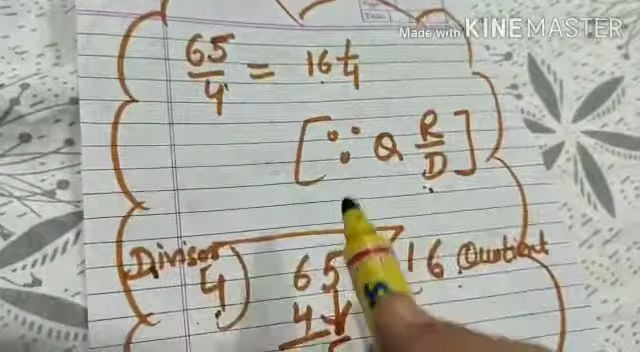 Made with KINEMASTER
65/4 = 16 1/4
[∵ Q R/D]
Divisor 4) 65 16 Quotient
4